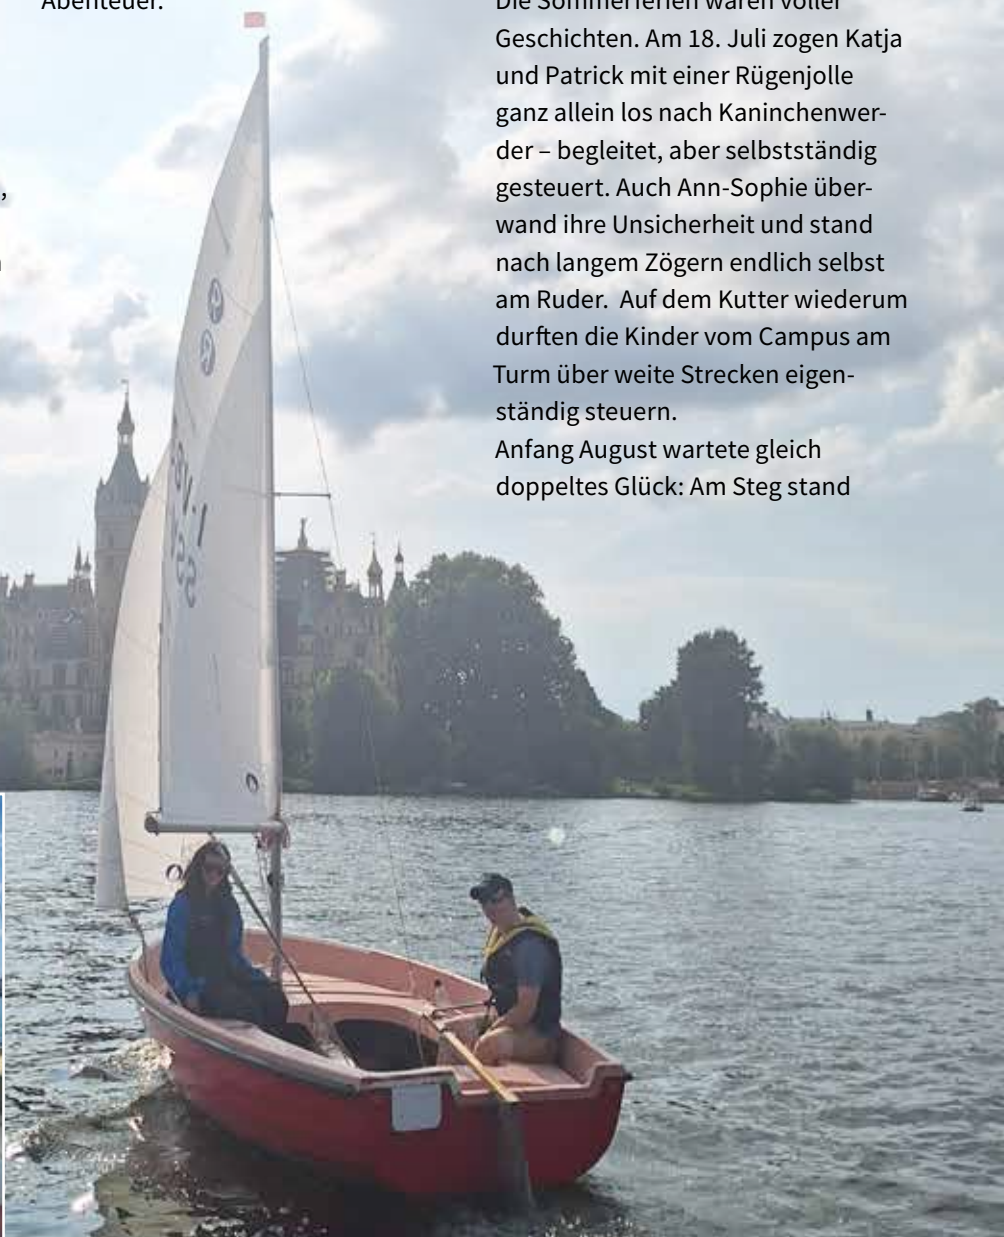 Abenteuer.
Die Sommerferien waren voller
Geschichten. Am 18. Juli zogen Katja
und Patrick mit einer Rügenjolle
ganz allein los nach Kaninchenwer-
der – begleitet, aber selbstständig
gesteuert. Auch Ann-Sophie über-
wand ihre Unsicherheit und stand
nach langem Zögern endlich selbst
am Ruder. Auf dem Kutter wiederum
durften die Kinder vom Campus am
Turm über weite Strecken eigen-
ständig steuern.
Anfang August wartete gleich
doppeltes Glück: Am Steg stand